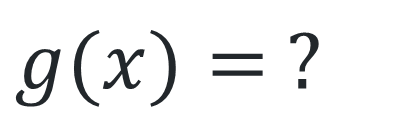 g(x) = ?